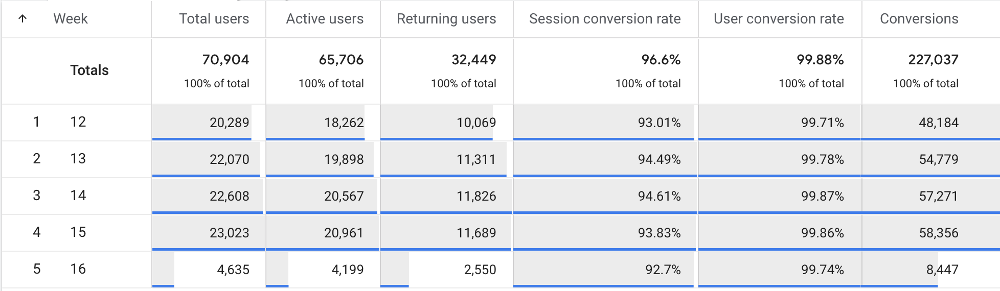 ↑ Week Total users Active users Returning users Session conversion rate User conversion rate Conversions
Totals 70,904 65,706 32,449 96.6% 99.88% 227,037
100% of total 100% of total 100% of total 100% of total 100% of total 100% of total
1 12 20,289 18,262 10,069 93.01% 99.71% 48,184
2 13 22,070 19,898 11,311 94.49% 99.78% 54,779
3 14 22,608 20,567 11,826 94.61% 99.87% 57,271
4 15 23,023 20,961 11,689 93.83% 99.86% 58,356
5 16 4,635 4,199 2,550 92.7% 99.74% 8,447